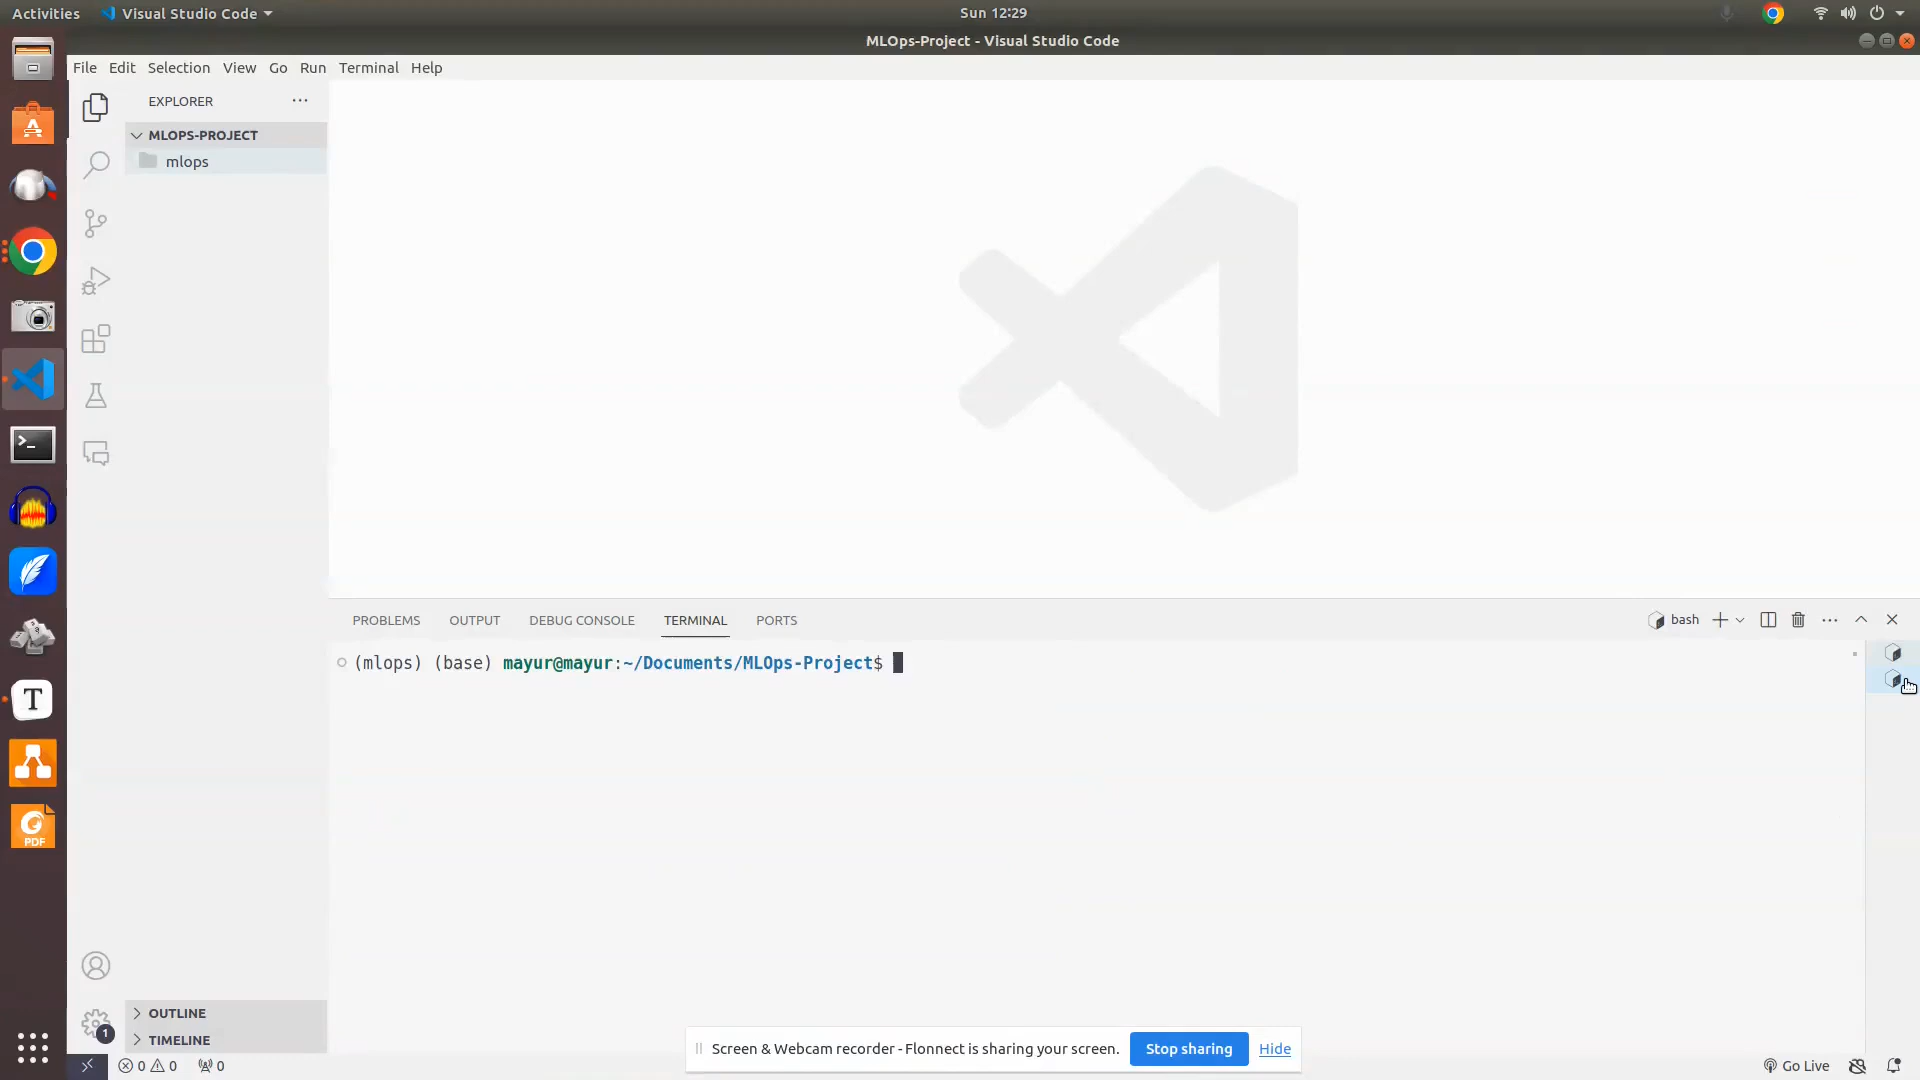 Activities Visual Studio Code Sun 12:29
MLOps-Project - Visual Studio Code
File Edit Selection View Go Run Terminal Help
EXPLORER
MLOPS-PROJECT
mlops
PROBLEMS OUTPUT DEBUG CONSOLE TERMINAL PORTS bash
(mlops) (base) mayur@mayur:~/Documents/MLOps-Project$
T
PDF
OUTLINE
1
TIMELINE
Screen & Webcam recorder - Flonnect is sharing your screen. Stop sharing Hide
0 0 0 Go Live